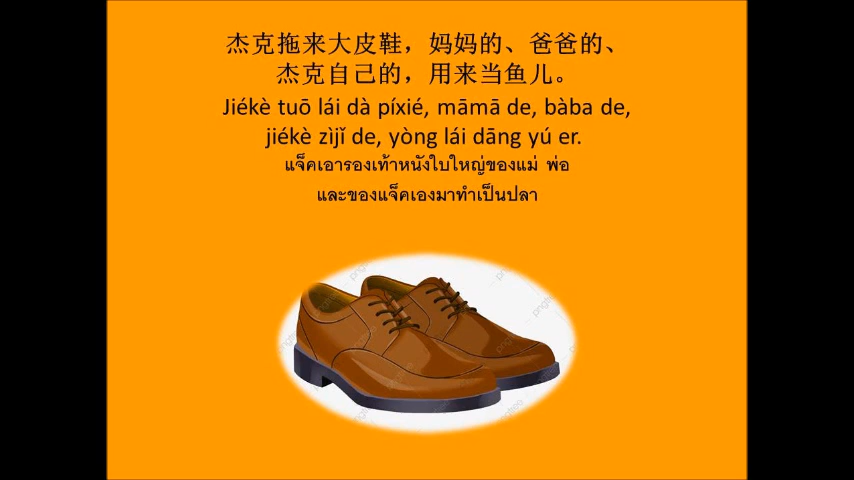 杰克拖来大皮鞋，妈妈的、爸爸的、
杰克自己的，用来当鱼儿。
Jiékè tuō lái dà píxié, māmā de, bàba de,
jiékè zìjǐ de, yòng lái dāng yú er.
แจ็คเอารองเท้าหนังใบใหญ่ของแม่ พ่อ
และของแจ็คเองมาทำเป็นปลา